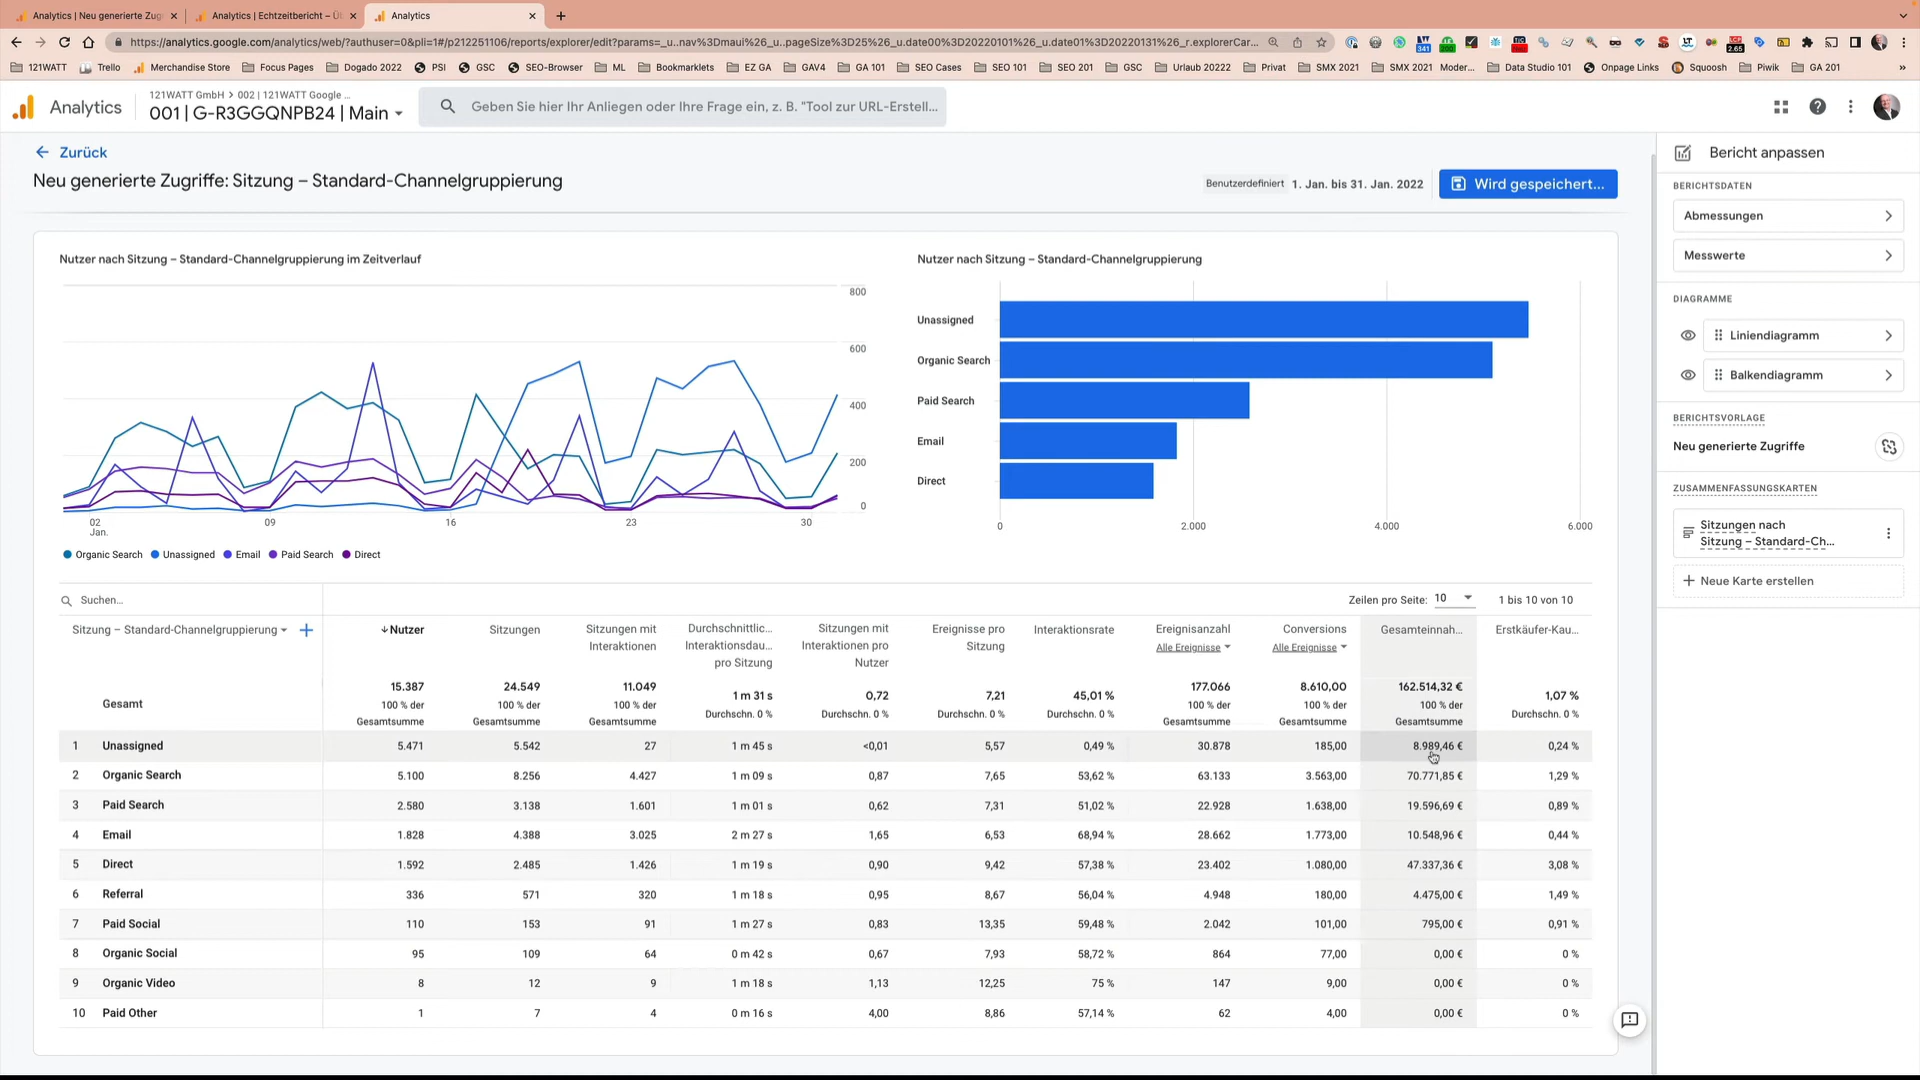 Analytics | Neu generierte Zug
Analytics | Echtzeitbericht – Üb
Analytics
https://analytics.google.com/analytics/web/?authuser=0&pli=1#/p212251106/reports/explorer/edit?params=_u..nav%3Dmaui%26_u..pageSize%3D25%26_u.date00%3D20220101%26_u.date01%3D20220131%26_r.explorerCar...
121WATT
Trello
Merchandise Store
Focus Pages
Dogado 2022
PSI
GSC
SEO-Browser
ML
Bookmarklets
EZ GA
GAV4
GA 101
SEO Cases
SEO 101
SEO 201
GSC
Urlaub 20222
Privat
SMX 2021
SMX 2021
Moder...
Data Studio 101
Onpage Links
Squoosh
Piwik
GA 201
»
Analytics
121WATT GmbH > 002 | 121WATT Google ...
001 | G-R3GGQNPB24 | Main
Geben Sie hier Ihr Anliegen oder Ihre Frage ein, z. B. "Tool zur URL-Erstell...
Zurück
Neu generierte Zugriffe: Sitzung – Standard-Channelgruppierung
Benutzerdefiniert 1. Jan. bis 31. Jan. 2022
Wird gespeichert...
Nutzer nach Sitzung – Standard-Channelgruppierung im Zeitverlauf
800
600
400
200
0
02 Jan.
09
16
23
30
Organic Search Unassigned Email Paid Search Direct
Nutzer nach Sitzung – Standard-Channelgruppierung
Unassigned
Organic Search
Paid Search
Email
Direct
0 2.000 4.000 6.000
Suchen...
Zeilen pro Seite: 10 1 bis 10 von 10
Sitzung – Standard-Channelgruppierung
Nutzer
Sitzungen
Sitzungen mit Interaktionen
Durchschnittlic... Interaktionsdau... pro Sitzung
Sitzungen mit Interaktionen pro Nutzer
Ereignisse pro Sitzung
Interaktionsrate
Ereignisanzahl
Alle Ereignisse
Conversions
Alle Ereignisse
Gesamteinnah...
Erstkäufer-Kau...
Gesamt
15.387 24.549 11.049 1 m 31 s 0,72 7,21 45,01 % 177.066 8.610,00 162.514,32 € 1,07 %
100 % der 100 % der 100 % der Durchschn. 0 % Durchschn. 0 % Durchschn. 0 % Durchschn. 0 % 100 % der 100 % der 100 % der Durchschn. 0 %
Gesamtsumme Gesamtsumme Gesamtsumme Gesamtsumme Gesamtsumme Gesamtsumme
1 Unassigned 5.471 5.542 27 1 m 45 s <0,01 5,57 0,49 % 30.878 185,00 8.989,46 € 0,24 %
2 Organic Search 5.100 8.256 4.427 1 m 09 s 0,87 7,65 53,62 % 63.133 3.563,00 70.771,85 € 1,29 %
3 Paid Search 2.580 3.138 1.601 1 m 01 s 0,62 7,31 51,02 % 22.928 1.638,00 19.596,69 € 0,89 %
4 Email 1.828 4.388 3.025 2 m 27 s 1,65 6,53 68,94 % 28.662 1.773,00 10.548,96 € 0,44 %
5 Direct 1.592 2.485 1.426 1 m 19 s 0,90 9,42 57,38 % 23.402 1.080,00 47.337,36 € 3,08 %
6 Referral 336 571 320 1 m 18 s 0,95 8,67 56,04 % 4.948 180,00 4.475,00 € 1,49 %
7 Paid Social 110 153 91 1 m 27 s 0,83 13,35 59,48 % 2.042 101,00 795,00 € 0,91 %
8 Organic Social 95 109 64 0 m 42 s 0,67 7,93 58,72 % 864 77,00 0,00 € 0 %
9 Organic Video 8 12 9 1 m 18 s 1,13 12,25 75 % 147 9,00 0,00 € 0 %
10 Paid Other 1 7 4 0 m 16 s 4,00 8,86 57,14 % 62 4,00 0,00 € 0 %
Bericht anpassen
BERICHTSDATEN
Abmessungen
Messwerte
DIAGRAMME
Liniendiagramm
Balkendiagramm
BERICHTSVORLAGE
Neu generierte Zugriffe
ZUSAMMENFASSUNGSKARTEN
Sitzungen nach
Sitzung – Standard-Ch...
Neue Karte erstellen